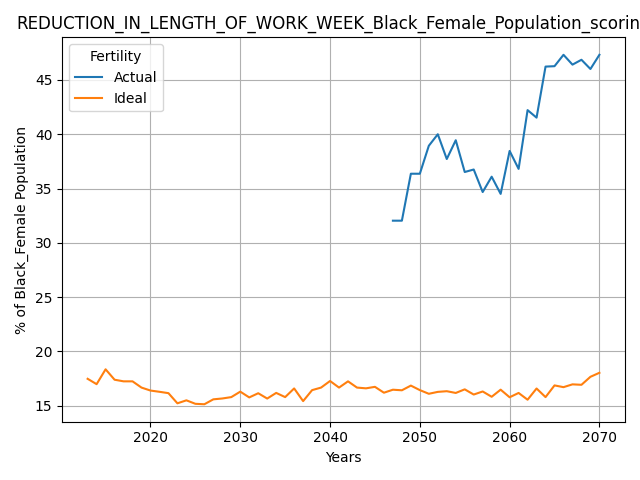 REDUCTION_IN_LENGTH_OF_WORK_WEEK_Black_Female_Population_scorin
Fertility
Actual
Ideal
% of Black_Female Population
45
40
35
30
25
20
15
2020
2030
2040
2050
2060
2070
Years